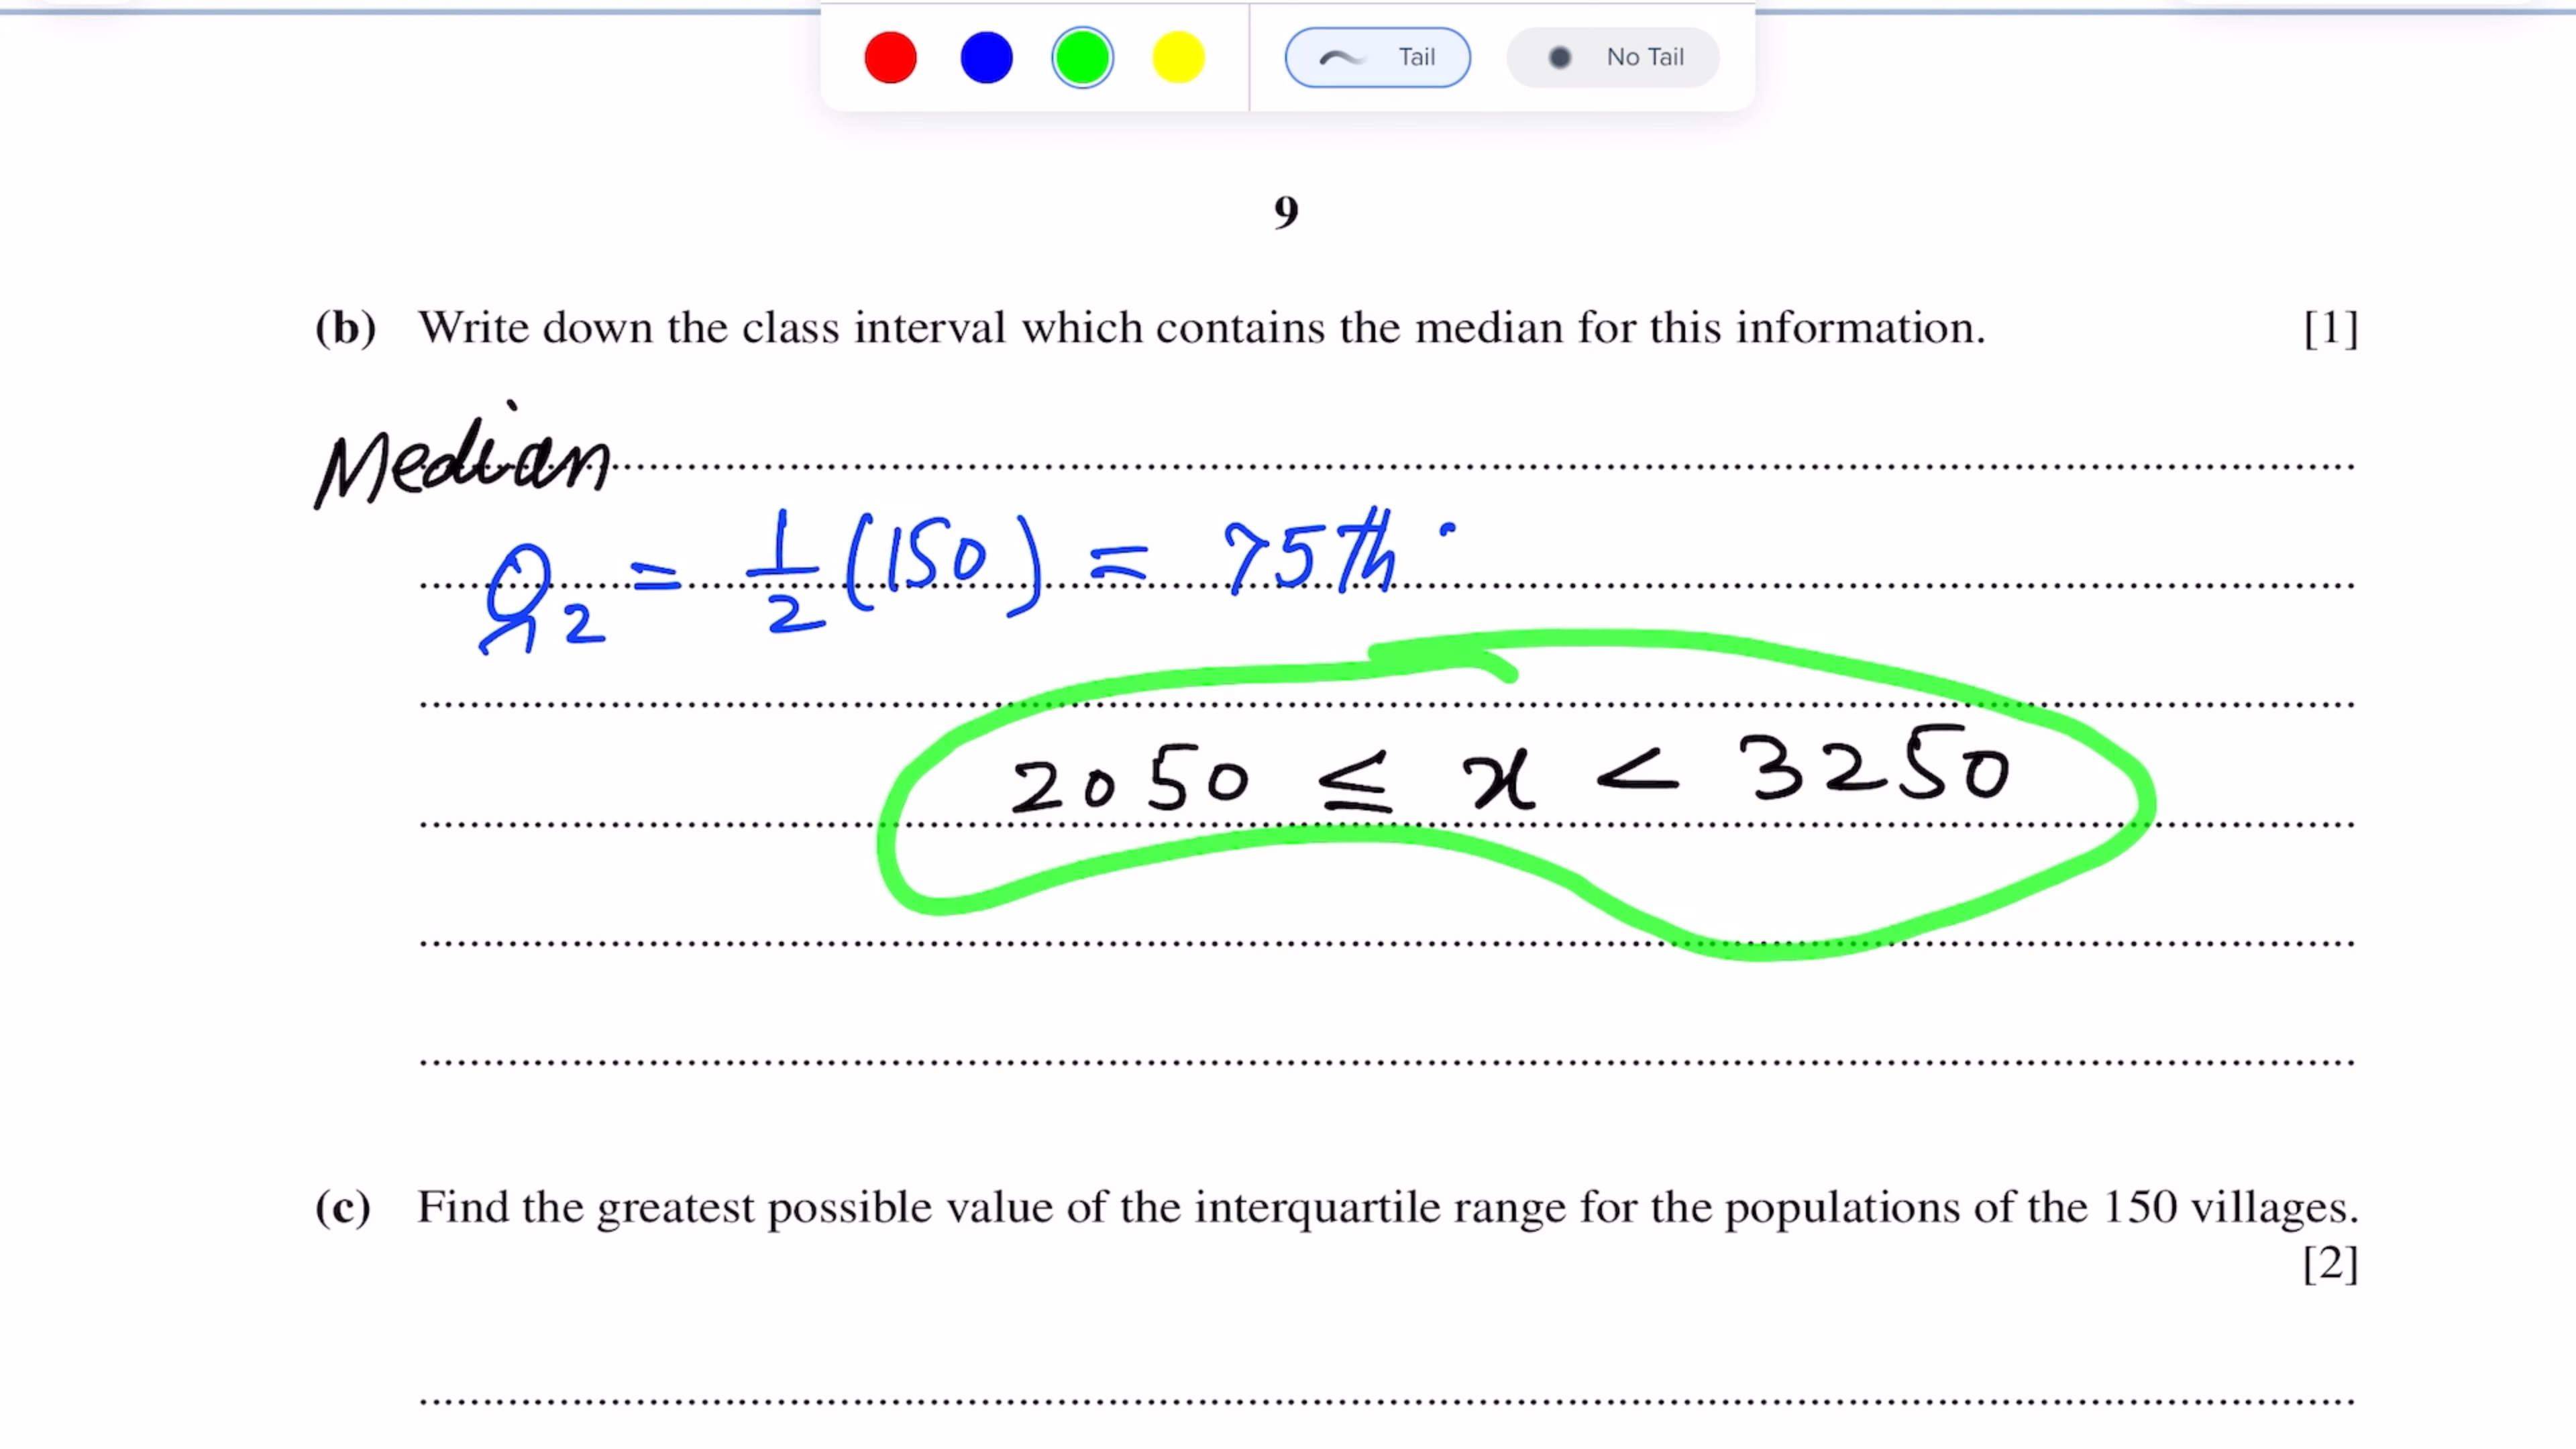 Tail No Tail
9
(b) Write down the class interval which contains the median for this information. [1]
Median
Q2 = 1/2 (150) = 75th
2050 ≤ x < 3250
(c) Find the greatest possible value of the interquartile range for the populations of the 150 villages.
[2]